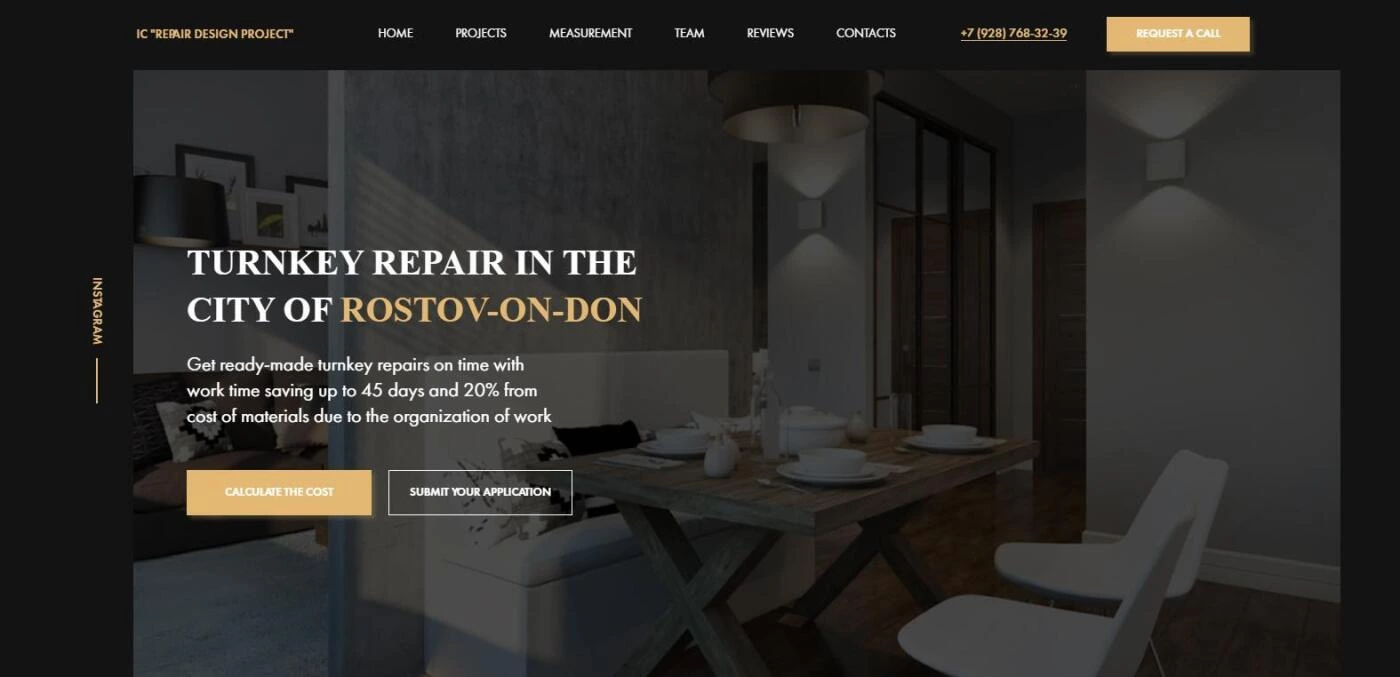 IC "REPAIR DESIGN PROJECT"
HOME
PROJECTS
MEASUREMENT
TEAM
REVIEWS
CONTACTS
+7 (928) 768-32-39
REQUEST A CALL
INSTAGRAM
TURNKEY REPAIR IN THE
CITY OF ROSTOV-ON-DON
Get ready-made turnkey repairs on time with
work time saving up to 45 days and 20% from
cost of materials due to the organization of work
CALCULATE THE COST
SUBMIT YOUR APPLICATION